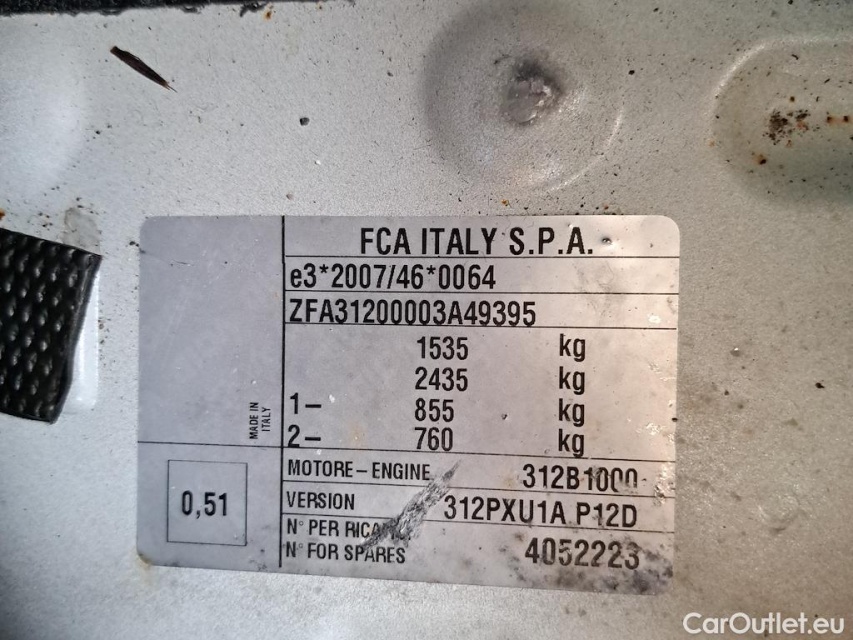 FCA ITALY S.P.A.
e3*2007/46*0064
ZFA31200003A49395
1535 kg
2435 kg
1– 855 kg
2– 760 kg
MADE IN
ITALY
MOTORE–ENGINE 312B1000
0,51
VERSION 312PXU1A P12D
N° PER
N° FOR SPARES 4052223
CarOutlet.eu